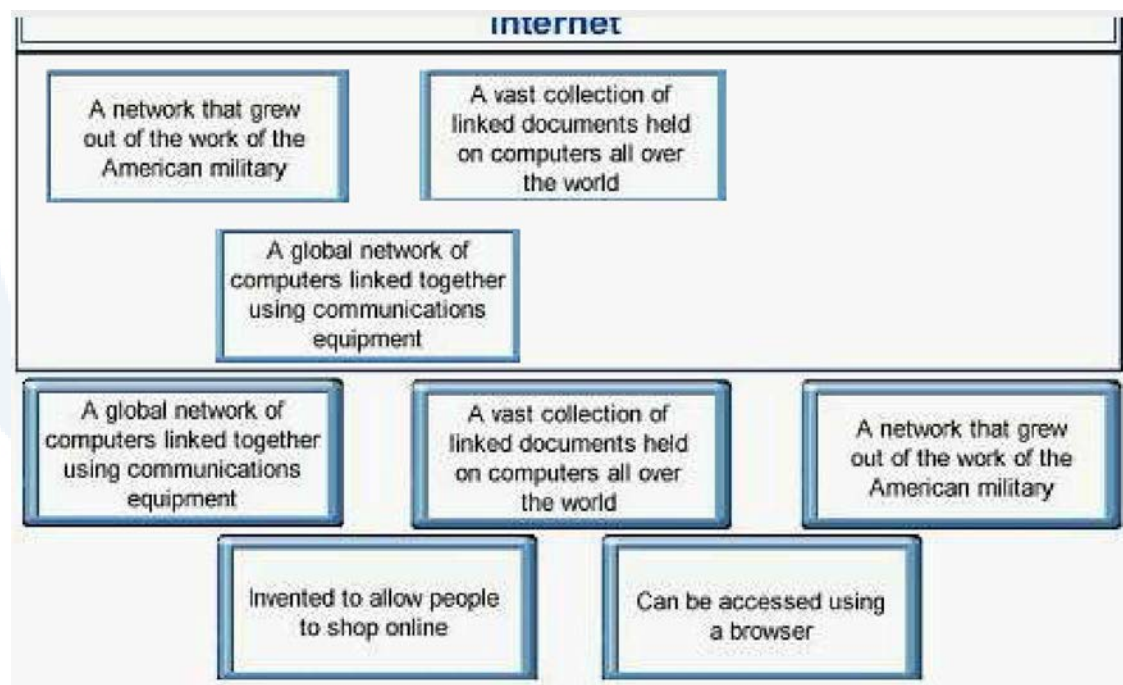 Internet
A network that grew
out of the work of the
American military
A vast collection of
linked documents held
on computers all over
the world
A global network of
computers linked together
using communications
equipment
A global network of
computers linked together
using communications
equipment
A vast collection of
linked documents held
on computers all over
the world
A network that grew
out of the work of the
American military
Invented to allow people
to shop online
Can be accessed using
a browser